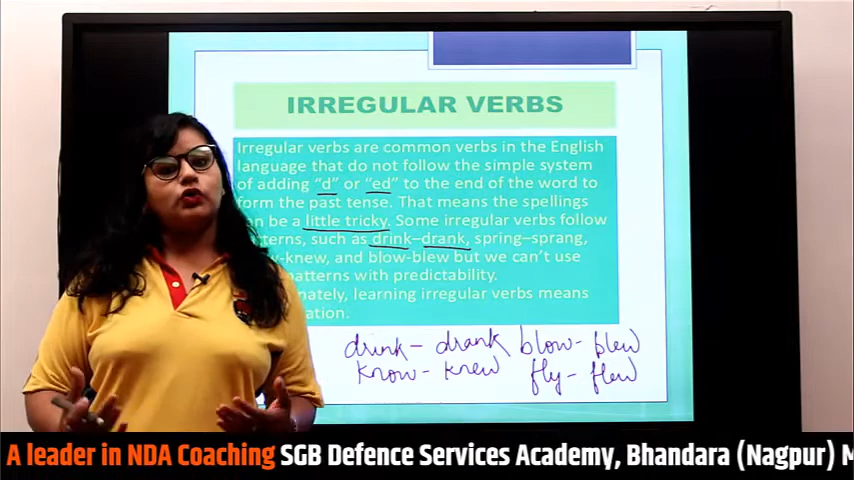 IRREGULAR VERBS
Irregular verbs are common verbs in the English
language that do not follow the simple system
of adding “d” or “ed” to the end of the word to
form the past tense. That means the spellings
be a little tricky. Some irregular verbs follow
such as drink–drank, spring–sprang,
-knew, and blow–blew but we can’t use
patterns with predictability.
learning irregular verbs means
drink - drank blow - blew
know - knew fly - flew
A leader in NDA Coaching SGB Defence Services Academy, Bhandara (Nagpur) M